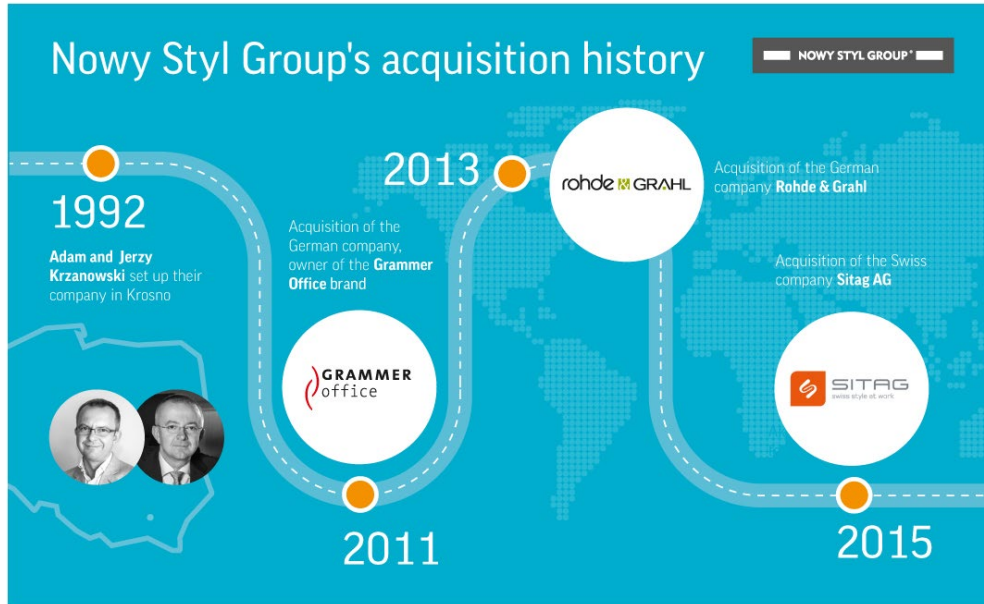 Nowy Styl Group's acquisition history
NOWY STYL GROUP®
1992
Adam and Jerzy
Krzanowski set up their
company in Krosno
Acquisition of the
German company,
owner of the Grammer
Office brand
GRAMMER
office
2011
2013
rohde GRAHL
Acquisition of the German
company Rohde & Grahl
Acquisition of the Swiss
company Sitag AG
SITAG
swiss style at work
2015